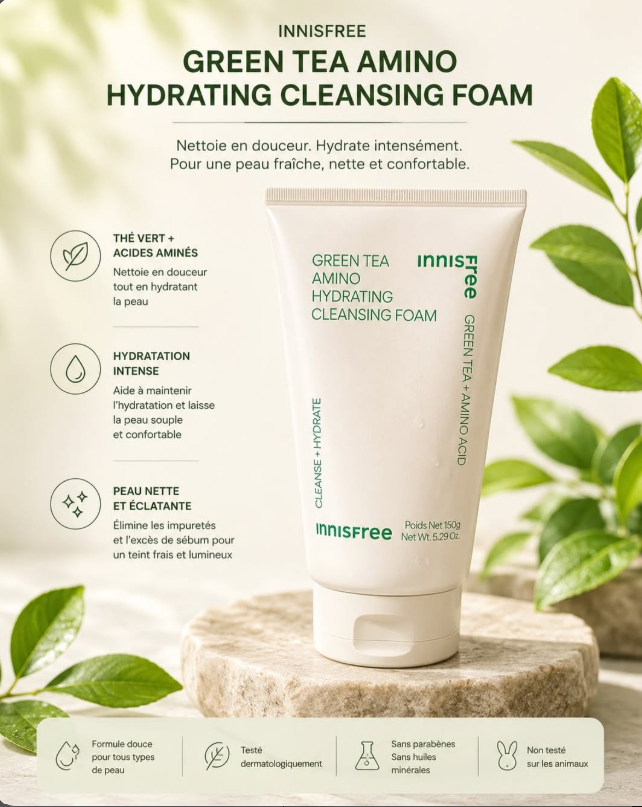 INNISFREE
GREEN TEA AMINO
HYDRATING CLEANSING FOAM
Nettoie en douceur. Hydrate intensément.
Pour une peau fraîche, nette et confortable.
THÉ VERT +
ACIDES AMINÉS
Nettoie en douceur
tout en hydratant
la peau
HYDRATATION
INTENSE
Aide à maintenir
l'hydratation et laisse
la peau souple
et confortable
PEAU NETTE
ET ÉCLATANTE
Élimine les impuretés
et l'excès de sébum pour
un teint frais et lumineux
GREEN TEA
AMINO
HYDRATING
CLEANSING FOAM
innisfree
GREEN TEA + AMINO ACID
CLEANSE + HYDRATE
innisfree
Poids Net 150g
Net Wt. 5.29 Oz.
Formule douce
pour tous types
de peau
Testé
dermatologiquement
Sans parabènes
Sans huiles
minérales
Non testé
sur les animaux